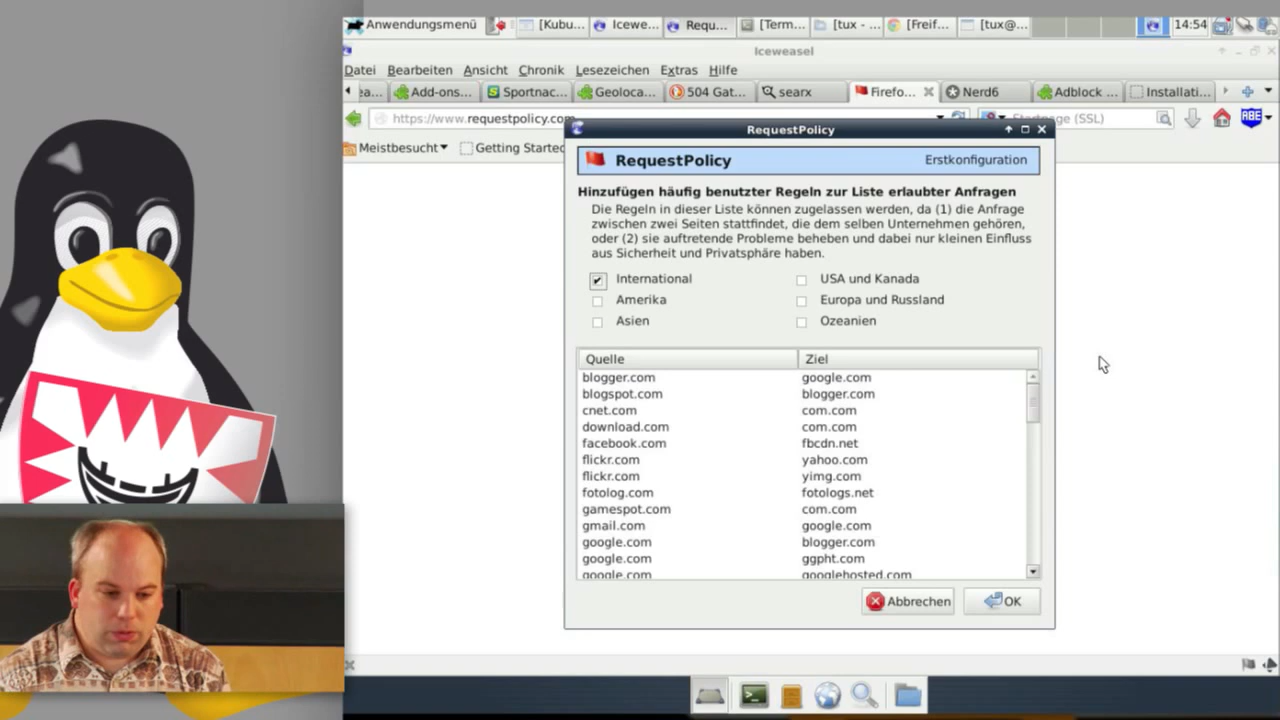 Anwendungsmenü [Kubu... Icewe... Requ... [Term... [tux - ... [Freif... [tux@... 14:54
Iceweasel
Datei Bearbeiten Ansicht Chronik Lesezeichen Extras Hilfe
ea... Add-ons... Sportnac... Geoloca... 504 Gat... searx Firefo... Nerd6 Adblock ... Installati...
https://www.requestpolicy.com Startpage (SSL) ABE
Meistbesucht Getting Started
RequestPolicy
RequestPolicy Erstkonfiguration
Hinzufügen häufig benutzter Regeln zur Liste erlaubter Anfragen
Die Regeln in dieser Liste können zugelassen werden, da (1) die Anfrage
zwischen zwei Seiten stattfindet, die dem selben Unternehmen gehören,
oder (2) sie auftretende Probleme beheben und dabei nur kleinen Einfluss
aus Sicherheit und Privatsphäre haben.
International USA und Kanada
Amerika Europa und Russland
Asien Ozeanien
Quelle Ziel
blogger.com google.com
blogspot.com blogger.com
cnet.com com.com
download.com com.com
facebook.com fbcdn.net
flickr.com yahoo.com
flickr.com yimg.com
fotolog.com fotologs.net
gamespot.com com.com
gmail.com google.com
google.com blogger.com
google.com ggpht.com
google.com googlehosted.com
Abbrechen OK